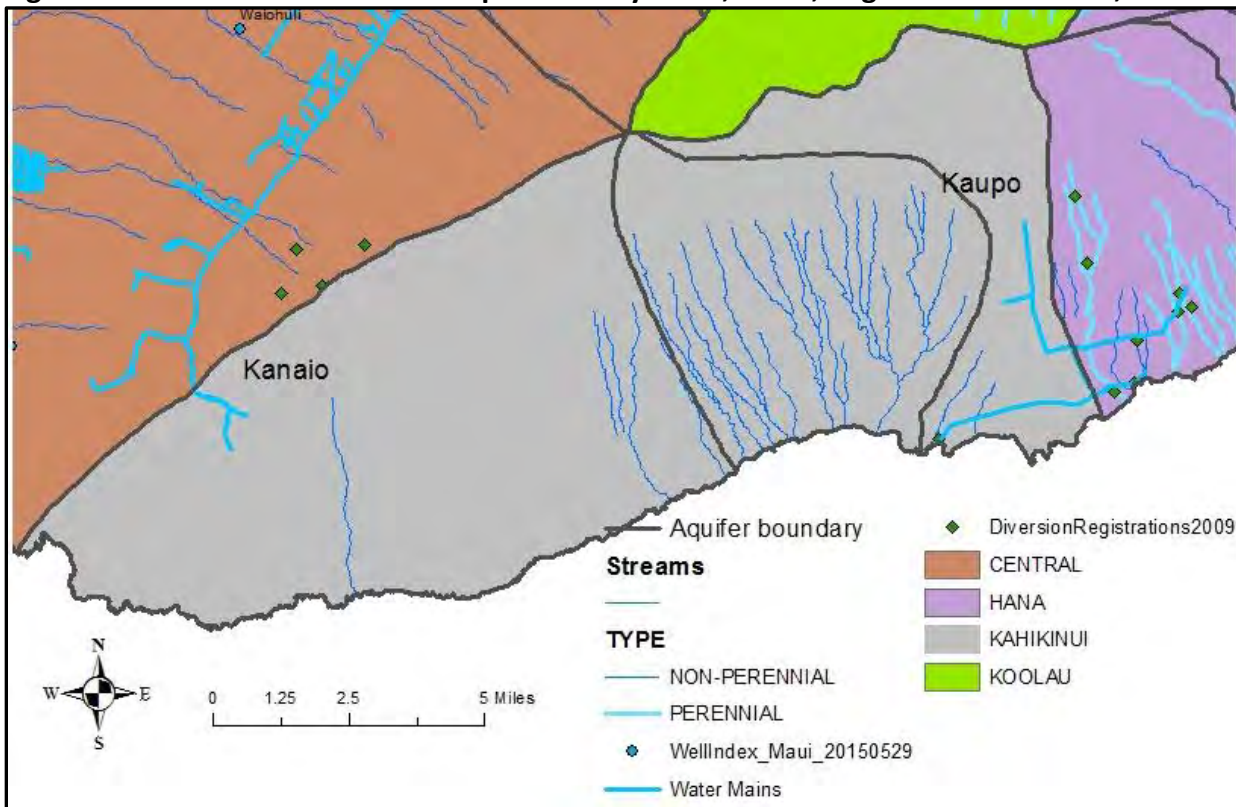 Waiohuli
Kaupo
Kanaio
Aquifer boundary
Streams
TYPE
NON-PERENNIAL
PERENNIAL
WellIndex_Maui_20150529
Water Mains
DiversionRegistrations2009
CENTRAL
HANA
KAHIKINUI
KOOLAU
N
W E
S
0 1.25 2.5 5 Miles